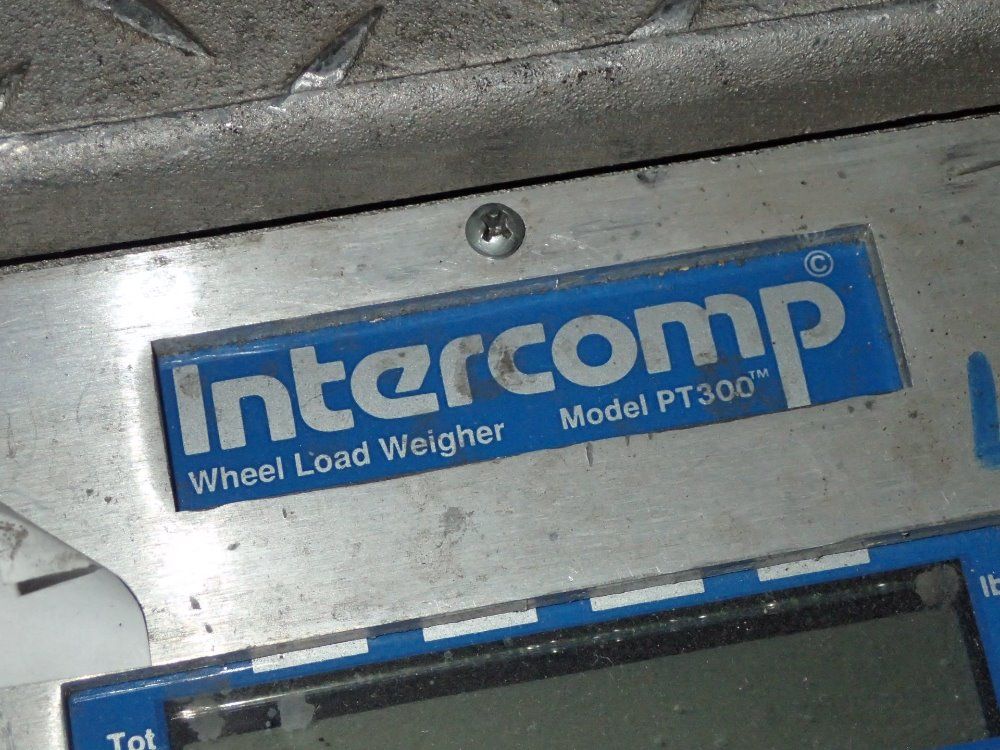 Intercomp ©
Wheel Load Weigher Model PT300™
lb
Tot